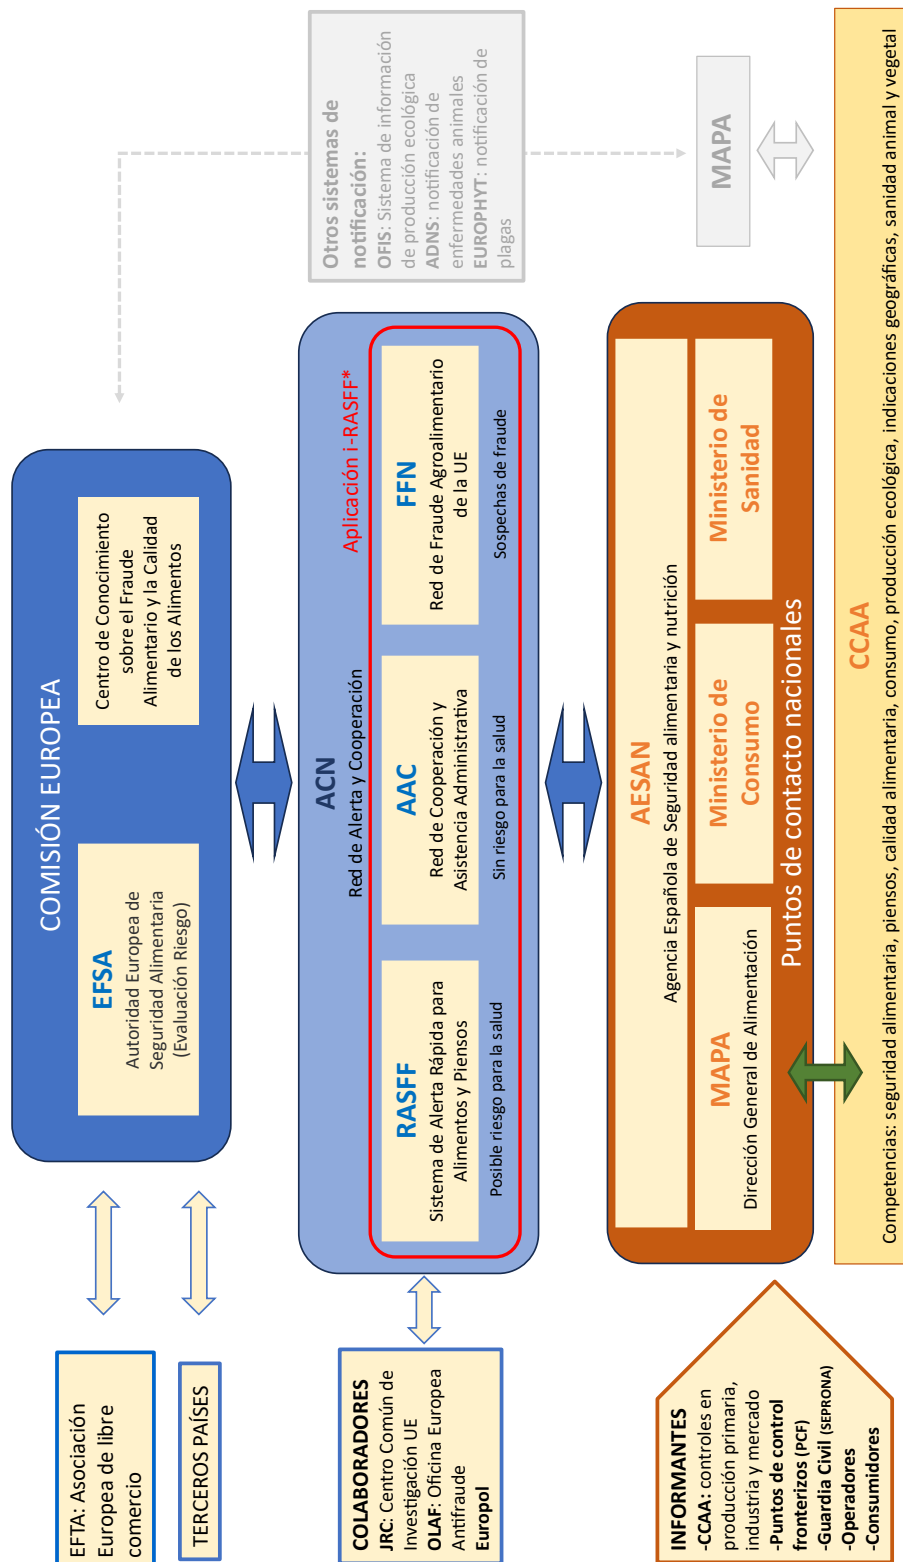 EFTA: Asociación
Europea de libre
comercio
TERCEROS PAÍSES
COMISIÓN EUROPEA
EFSA
Autoridad Europea de
Seguridad Alimentaria
(Evaluación Riesgo)
Centro de Conocimiento
sobre el Fraude
Alimentario y la Calidad
de los Alimentos
COLABORADORES
JRC: Centro Común de
Investigación UE
OLAF: Oficina Europea
Antifraude
Europol
ACN
Red de Alerta y Cooperación
Aplicación i-RASFF*
RASFF
Sistema de Alerta Rápida para
Alimentos y Piensos
Posible riesgo para la salud
AAC
Red de Cooperación y
Asistencia Administrativa
Sin riesgo para la salud
FFN
Red de Fraude Agroalimentario
de la UE
Sospechas de fraude
Otros sistemas de
notificación:
OFIS: Sistema de información
de producción ecológica
ADNS: notificación de
enfermedades animales
EUROPHYT: notificación de
plagas
INFORMANTES
-CCAA: controles en
producción primaria,
industria y mercado
-Puntos de control
fronterizos (PCF)
-Guardia Civil (SEPRONA)
-Operadores
-Consumidores
AESAN
Agencia Española de Seguridad alimentaria y nutrición
MAPA
Dirección General de Alimentación
Ministerio de
Consumo
Ministerio de
Sanidad
Puntos de contacto nacionales
MAPA
CCAA
Competencias: seguridad alimentaria, piensos, calidad alimentaria, consumo, producción ecológica, indicaciones geográficas, sanidad animal y vegetal